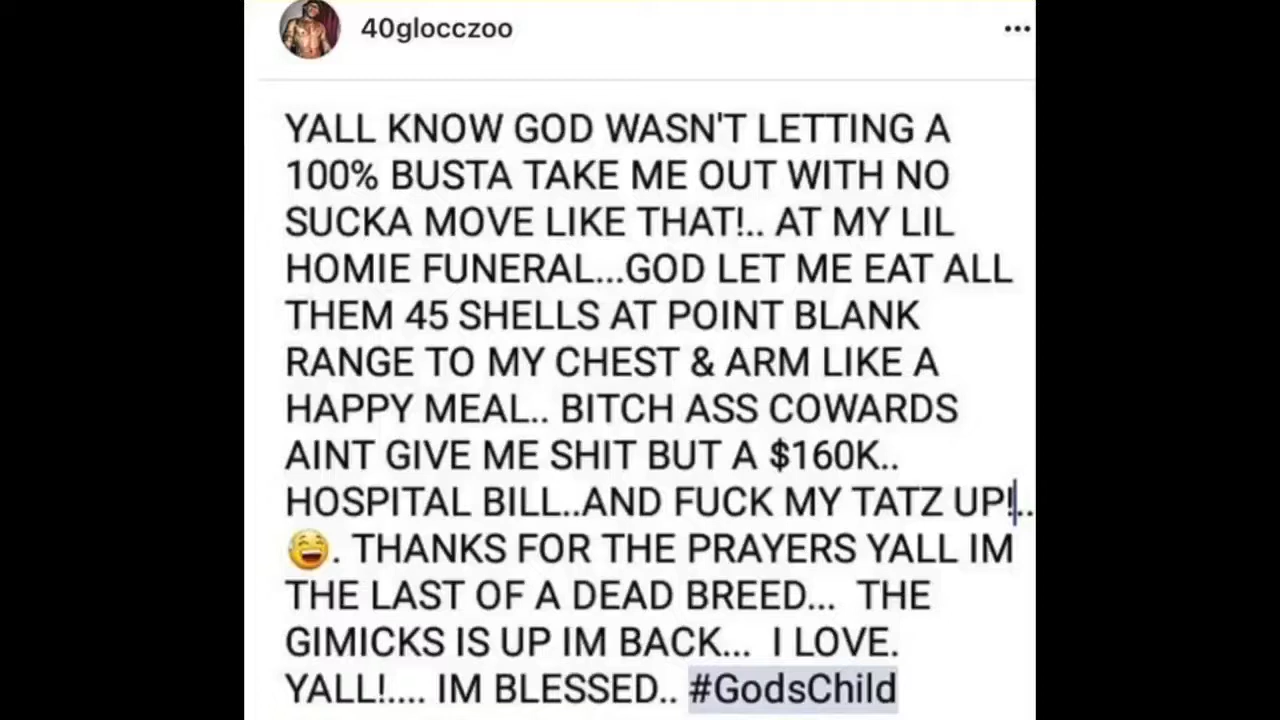 40glocczoo
YALL KNOW GOD WASN'T LETTING A
100% BUSTA TAKE ME OUT WITH NO
SUCKA MOVE LIKE THAT!.. AT MY LIL
HOMIE FUNERAL...GOD LET ME EAT ALL
THEM 45 SHELLS AT POINT BLANK
RANGE TO MY CHEST & ARM LIKE A
HAPPY MEAL.. BITCH ASS COWARDS
AINT GIVE ME SHIT BUT A $160K..
HOSPITAL BILL..AND FUCK MY TATZ UP!..
😅. THANKS FOR THE PRAYERS YALL IM
THE LAST OF A DEAD BREED... THE
GIMICKS IS UP IM BACK... I LOVE.
YALL!.... IM BLESSED.. #GodsChild